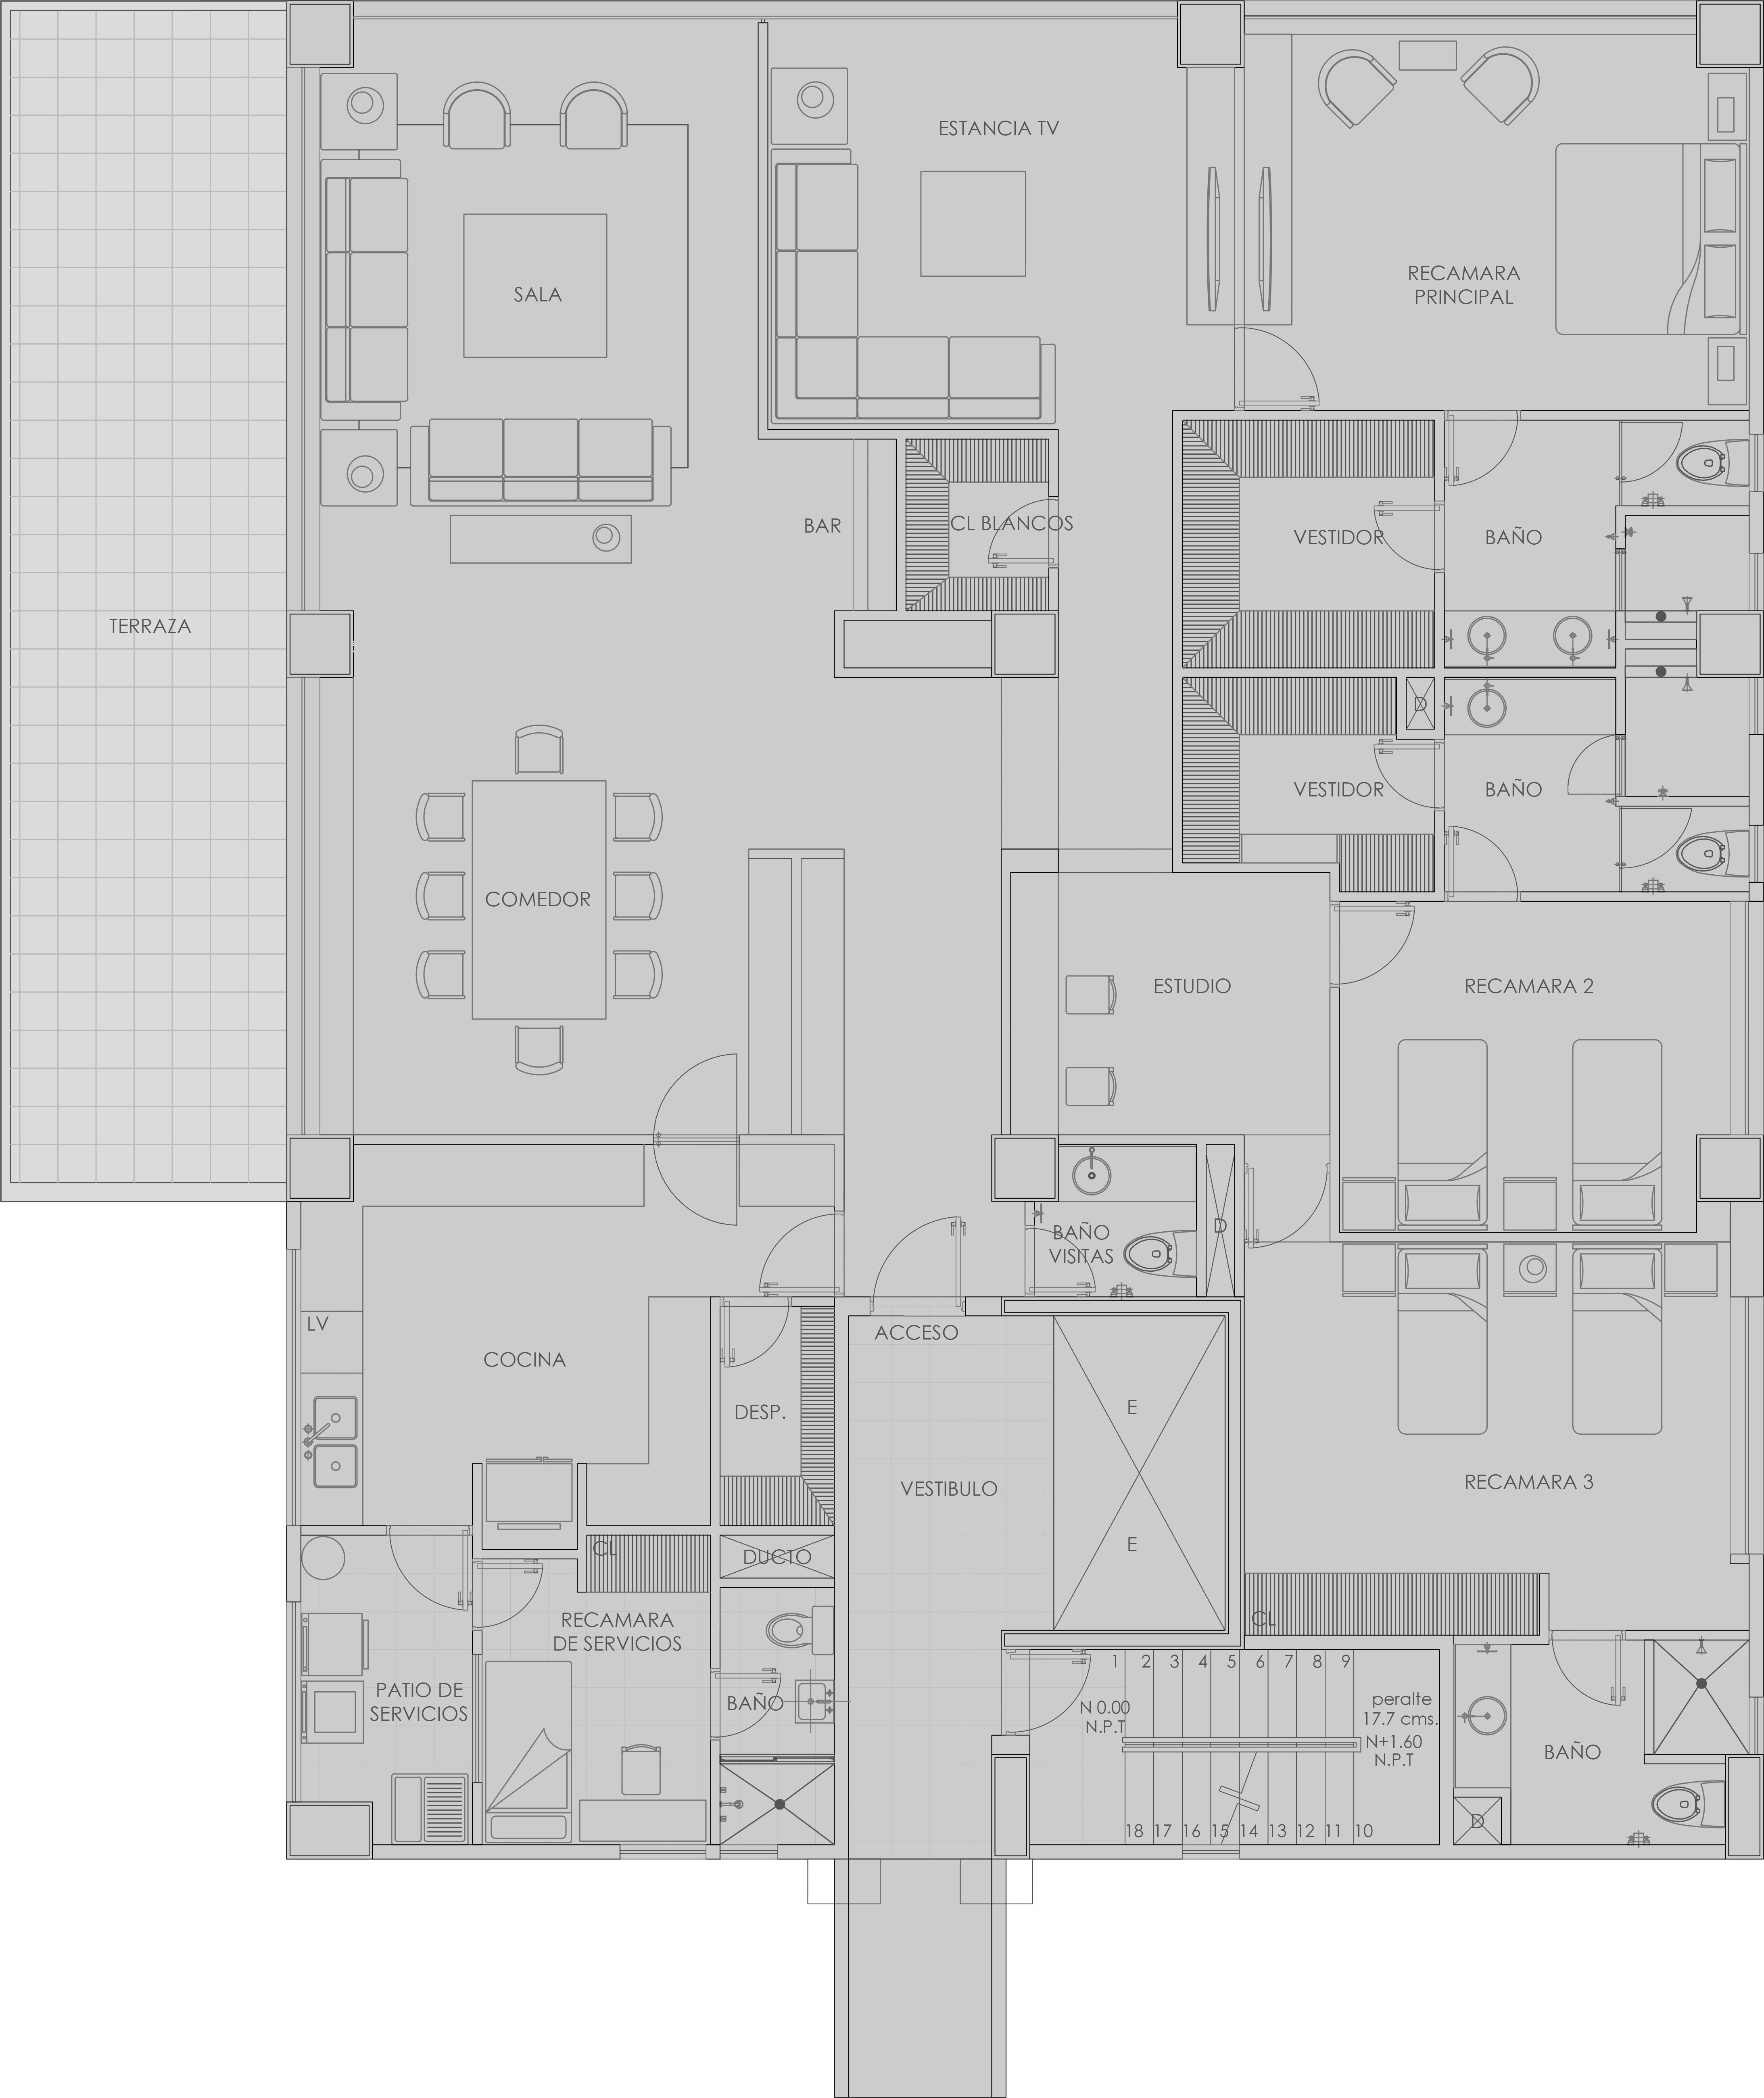 ESTANCIA TV
SALA
RECAMARA
PRINCIPAL
BAR
CL BLANCOS
VESTIDOR
BAÑO
TERRAZA
D
VESTIDOR
BAÑO
COMEDOR
ESTUDIO
RECAMARA 2
BAÑO
VISITAS
D
LV
COCINA
ACCESO
DESP.
E
VESTIBULO
RECAMARA 3
E
CL
DUCTO
RECAMARA
DE SERVICIOS
CL
1 2 3 4 5 6 7 8 9
PATIO DE
SERVICIOS
BAÑO
N 0.00
N.P.T
peralte
17.7 cms.
N+1.60
N.P.T
BAÑO
D
18 17 16 15 14 13 12 11 10